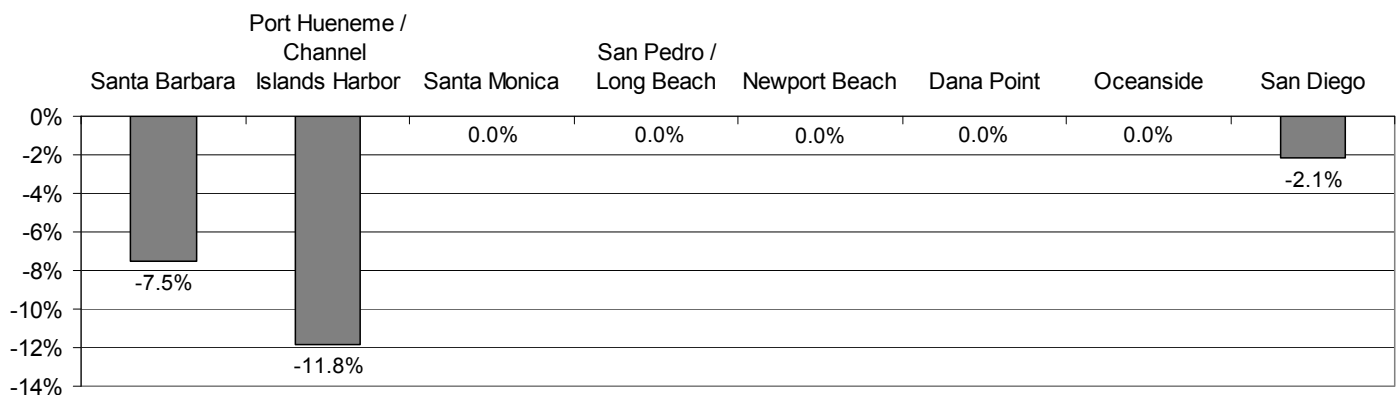 Port Hueneme /
Channel
San Pedro /
Santa Barbara Islands Harbor Santa Monica Long Beach Newport Beach Dana Point Oceanside San Diego
0%
0.0% 0.0% 0.0% 0.0% 0.0%
-2%
-2.1%
-4%
-6%
-8%
-7.5%
-10%
-12%
-11.8%
-14%